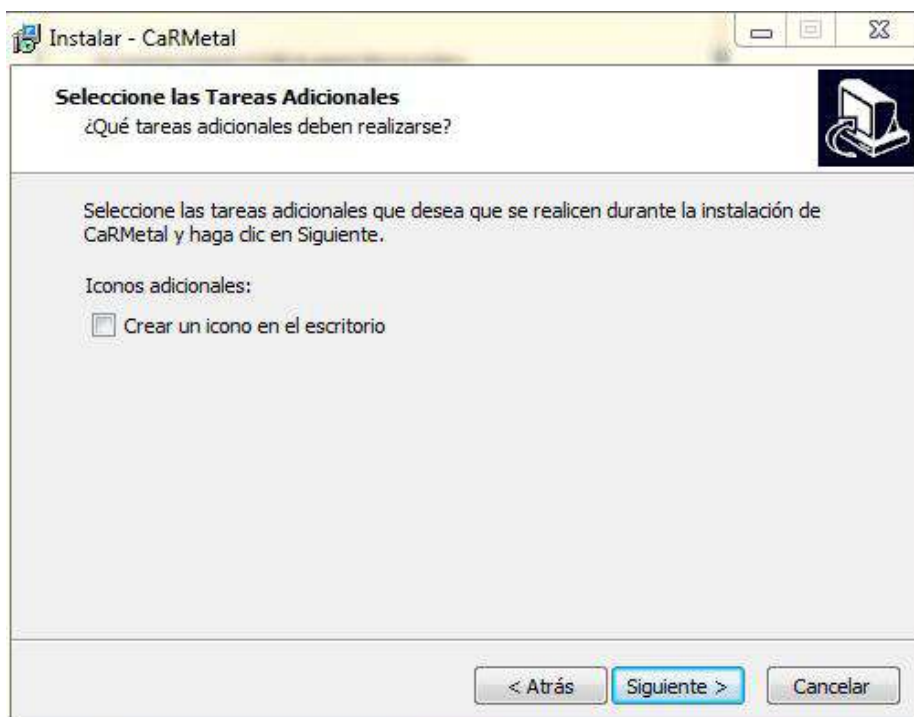 Instalar - CaRMetal
Seleccione las Tareas Adicionales
¿Qué tareas adicionales deben realizarse?
Seleccione las tareas adicionales que desea que se realicen durante la instalación de
CaRMetal y haga clic en Siguiente.
Iconos adicionales:
Crear un icono en el escritorio
< Atrás
Siguiente >
Cancelar